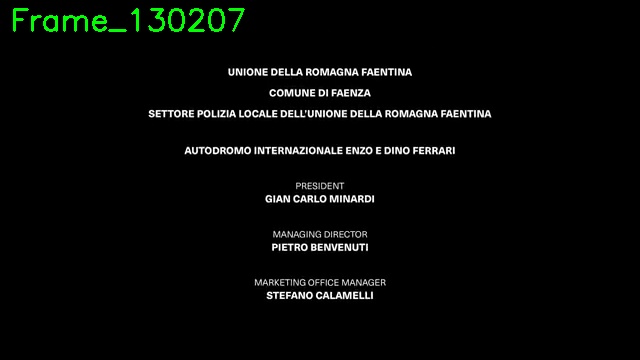 Frame_130207
UNIONE DELLA ROMAGNA FAENTINA
COMUNE DI FAENZA
SETTORE POLIZIA LOCALE DELL'UNIONE DELLA ROMAGNA FAENTINA
AUTODROMO INTERNAZIONALE ENZO E DINO FERRARI
PRESIDENT
GIAN CARLO MINARDI
MANAGING DIRECTOR
PIETRO BENVENUTI
MARKETING OFFICE MANAGER
STEFANO CALAMELLI